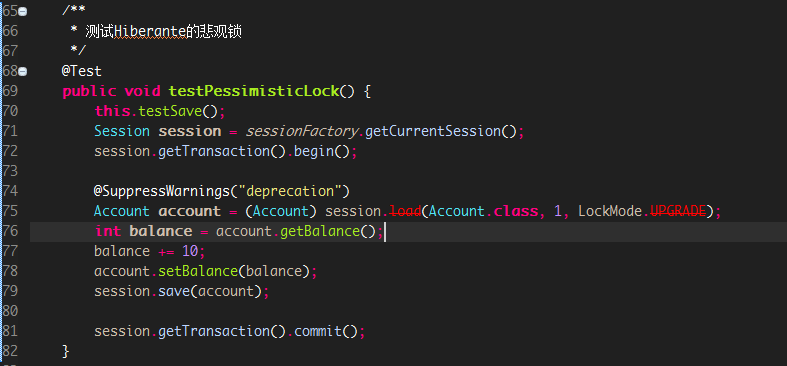 65 /**
66 * 测试Hiberante的悲观锁
67 */
68 @Test
69 public void testPessimisticLock() {
70 this.testSave();
71 Session session = sessionFactory.getCurrentSession();
72 session.getTransaction().begin();
73
74 @SuppressWarnings("deprecation")
75 Account account = (Account) session.load(Account.class, 1, LockMode.UPGRADE);
76 int balance = account.getBalance();
77 balance += 10;
78 account.setBalance(balance);
79 session.save(account);
80
81 session.getTransaction().commit();
82 }